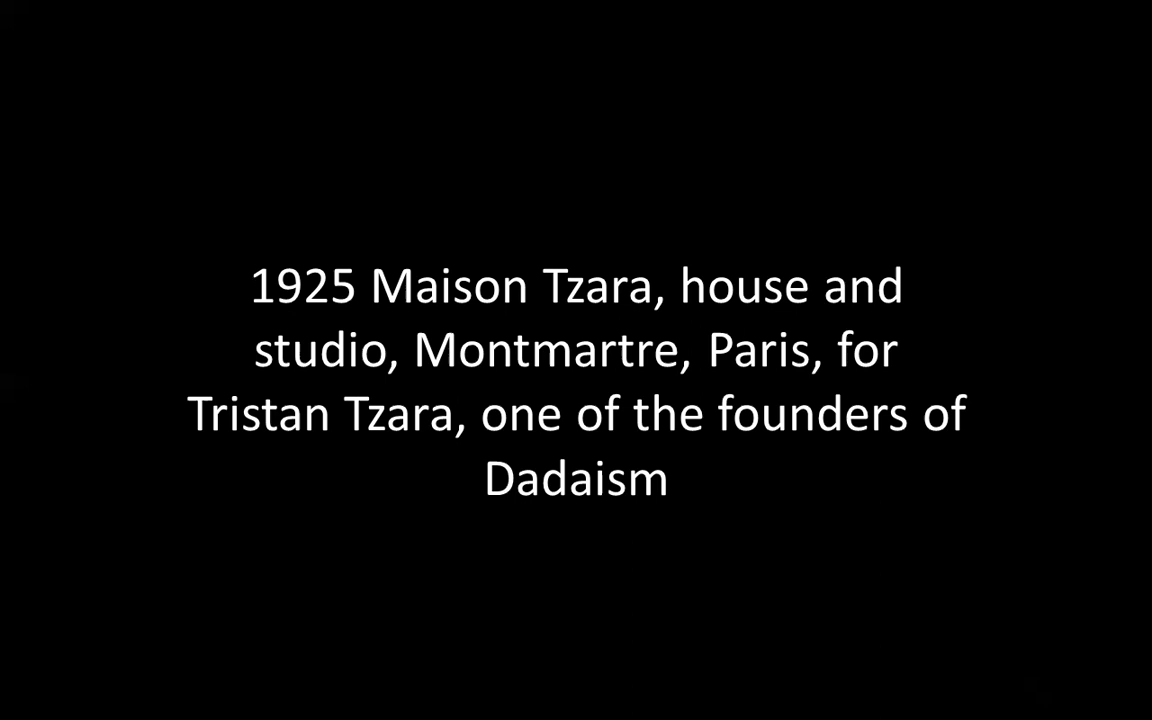 1925 Maison Tzara, house and
studio, Montmartre, Paris, for
Tristan Tzara, one of the founders of
Dadaism